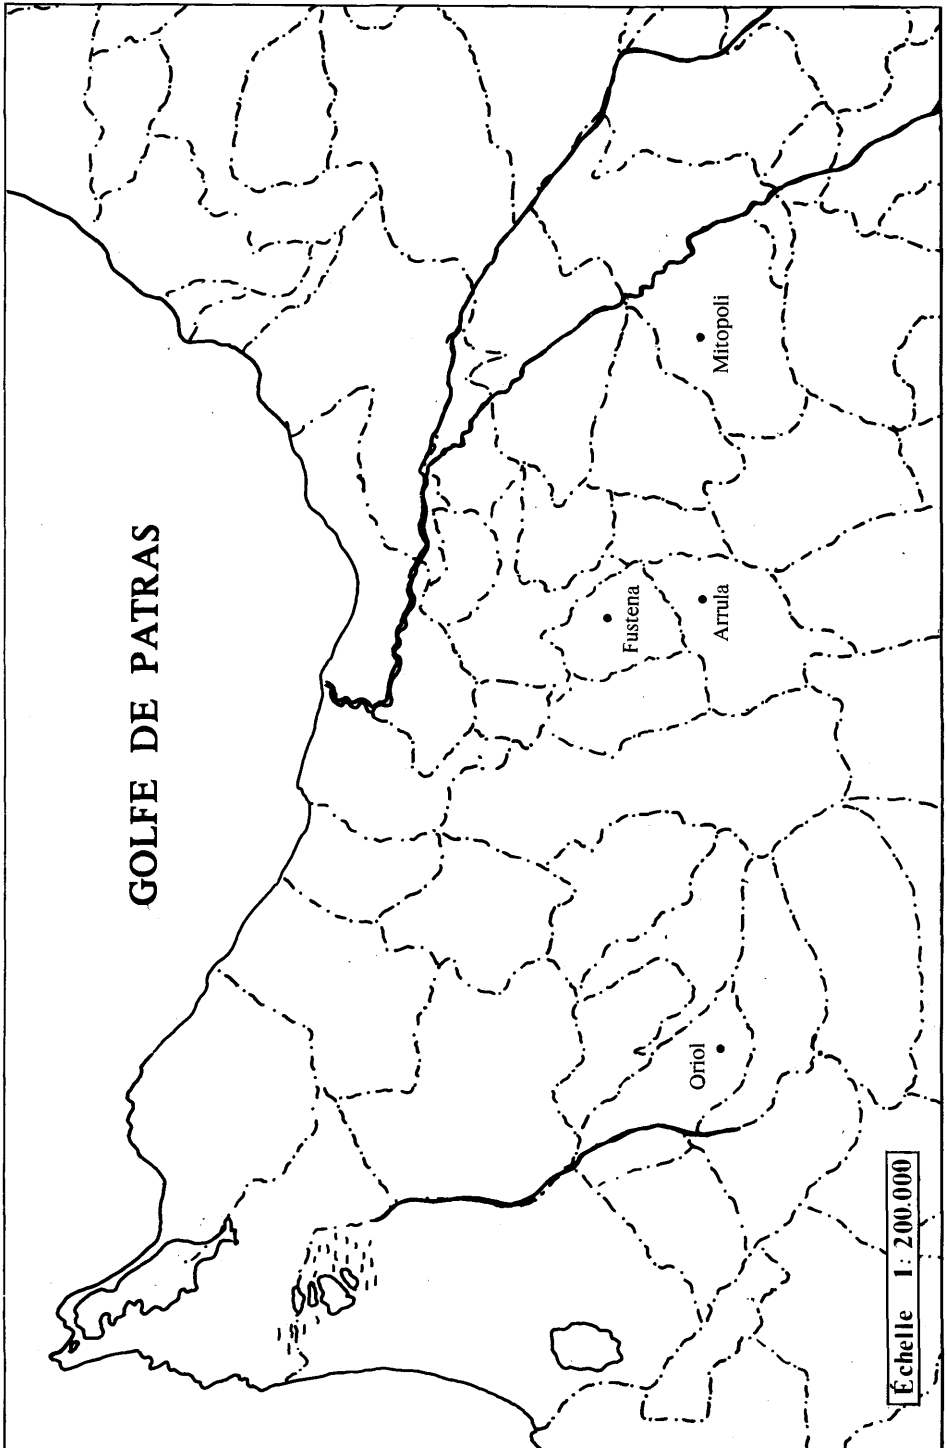 GOLFE DE PATRAS
Mitopoli
Fustena
Arrula
Oriol
Échelle 1: 200.000